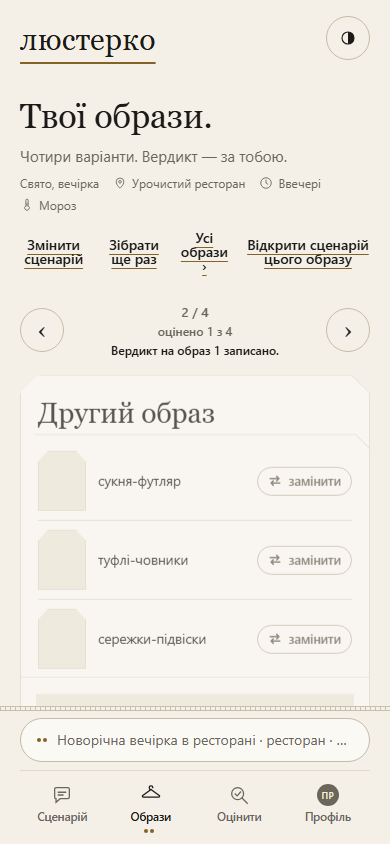 люстерко
Твої образи.
Чотири варіанти. Вердикт — за тобою.
Свято, вечірка Урочистий ресторан Ввечері
Мороз
Змінити сценарій
Зібрати ще раз
Усі образи ›
Відкрити сценарій цього образу
‹
2 / 4
оцінено 1 з 4
Вердикт на образ 1 записано.
›
Другий образ
сукня-футляр замінити
туфлі-човники замінити
сережки-підвіски замінити
Новорічна вечірка в ресторані · ресторан · ...
Сценарій Образи Оцінити ПР Профіль